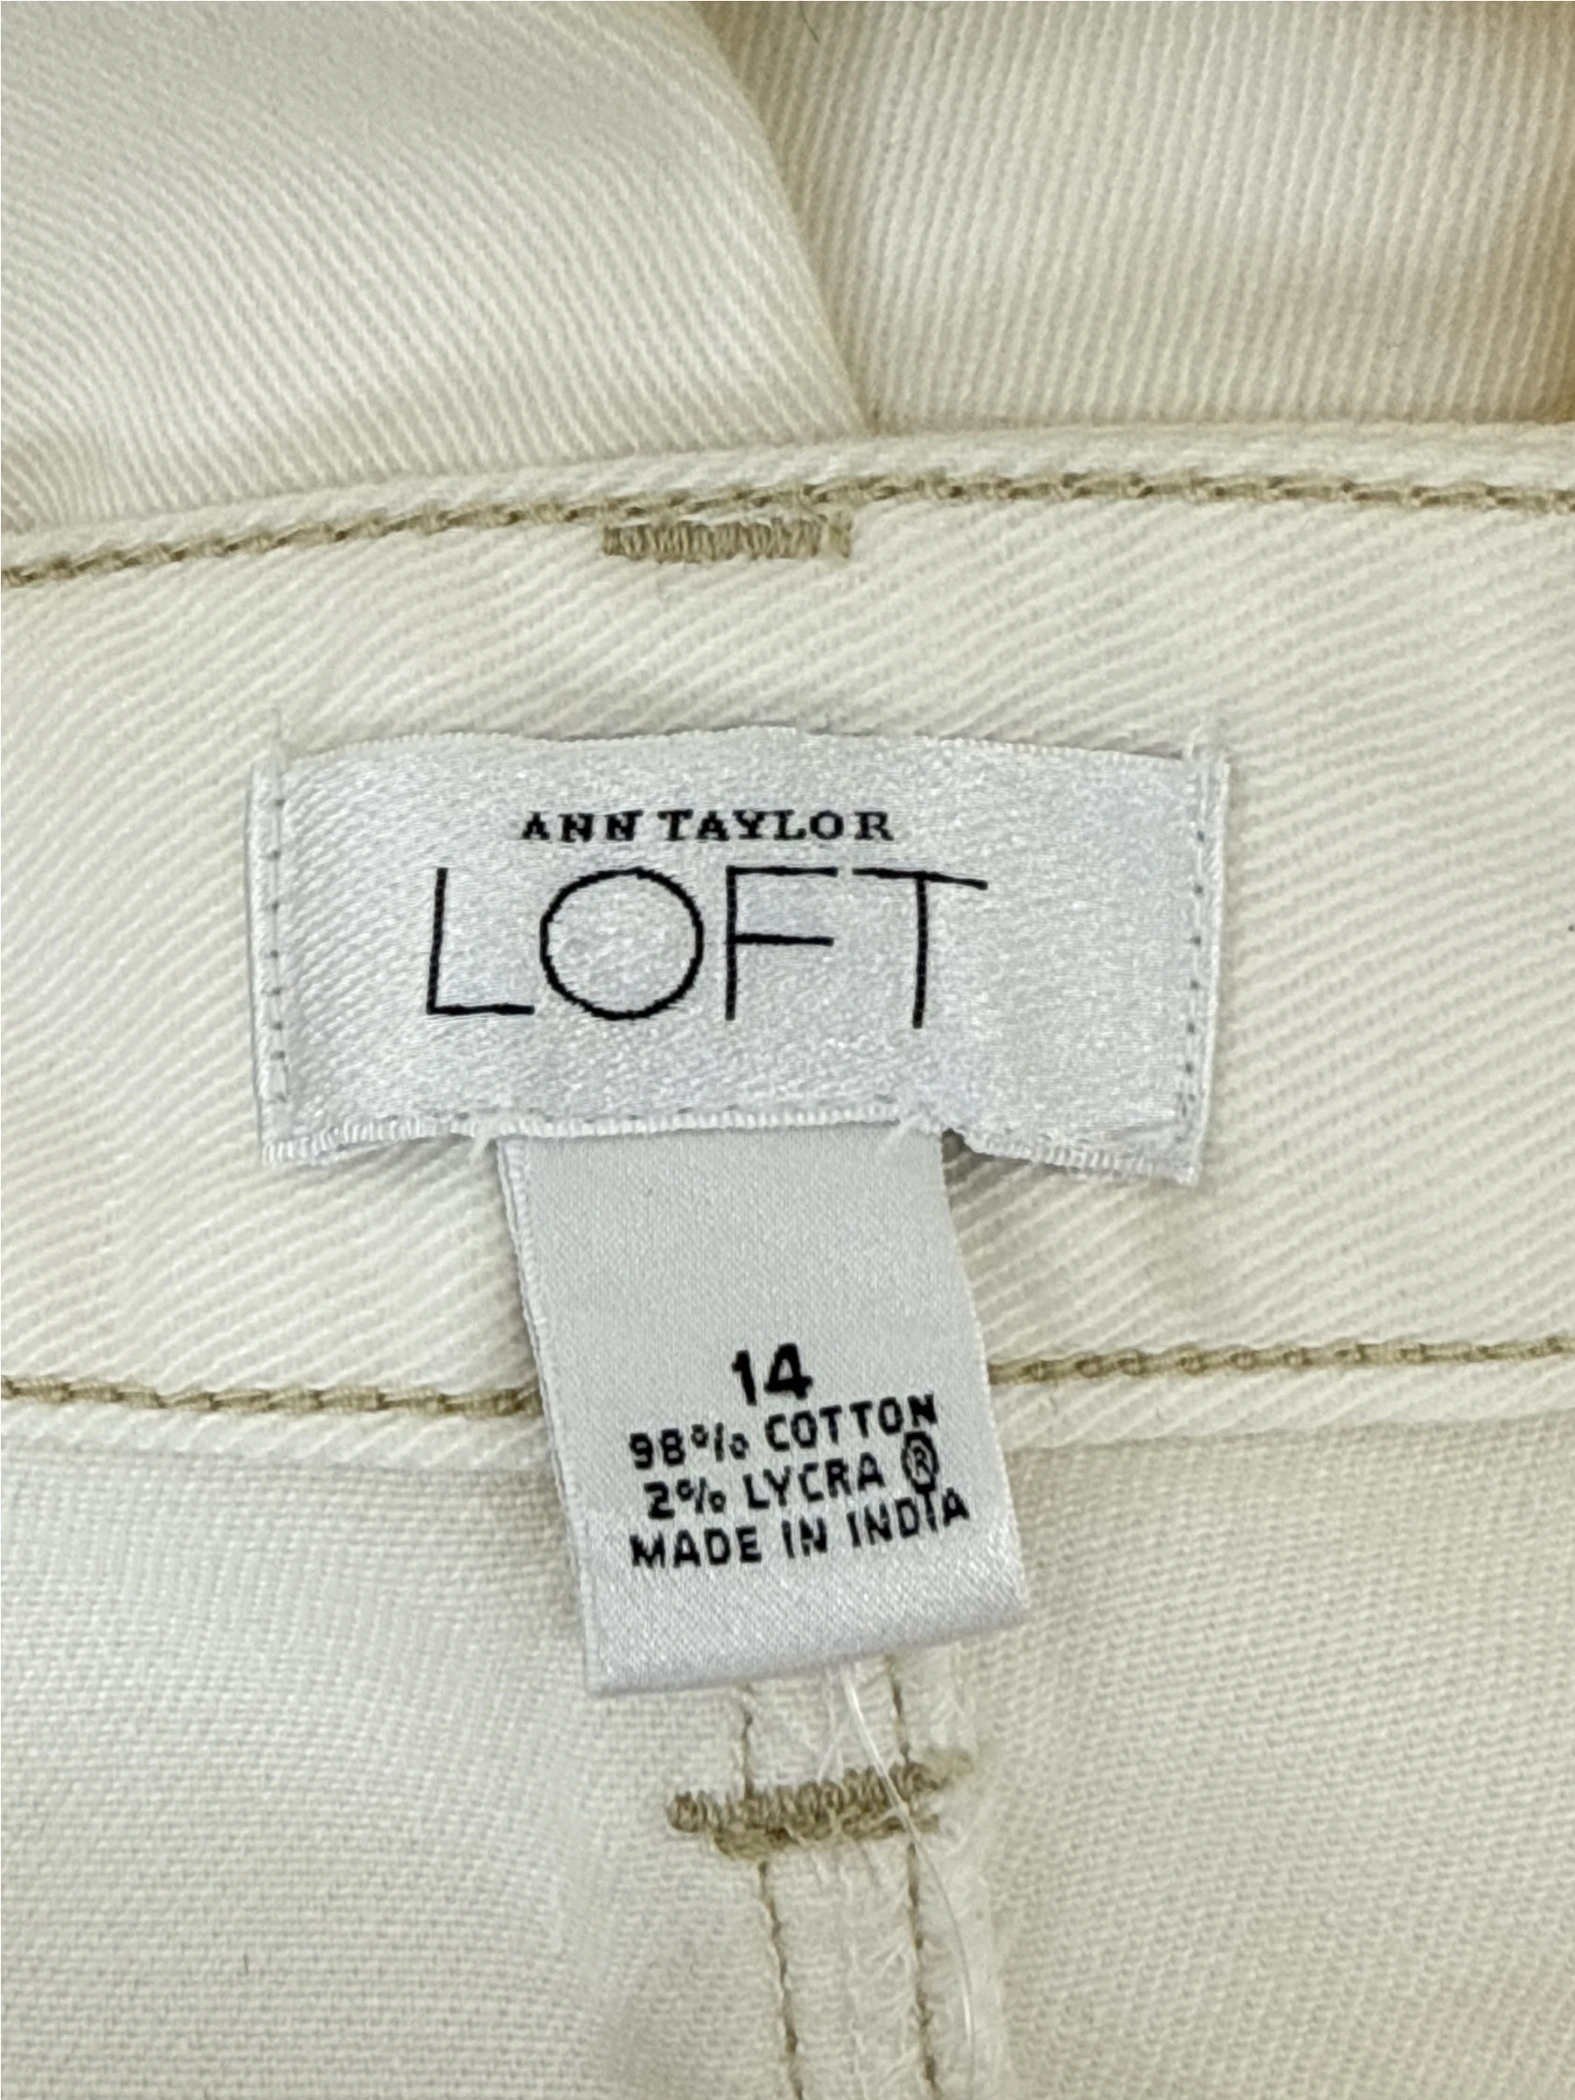 ANN TAYLOR
LOFT
14
98% COTTON
2% LYCRA ®
MADE IN INDIA